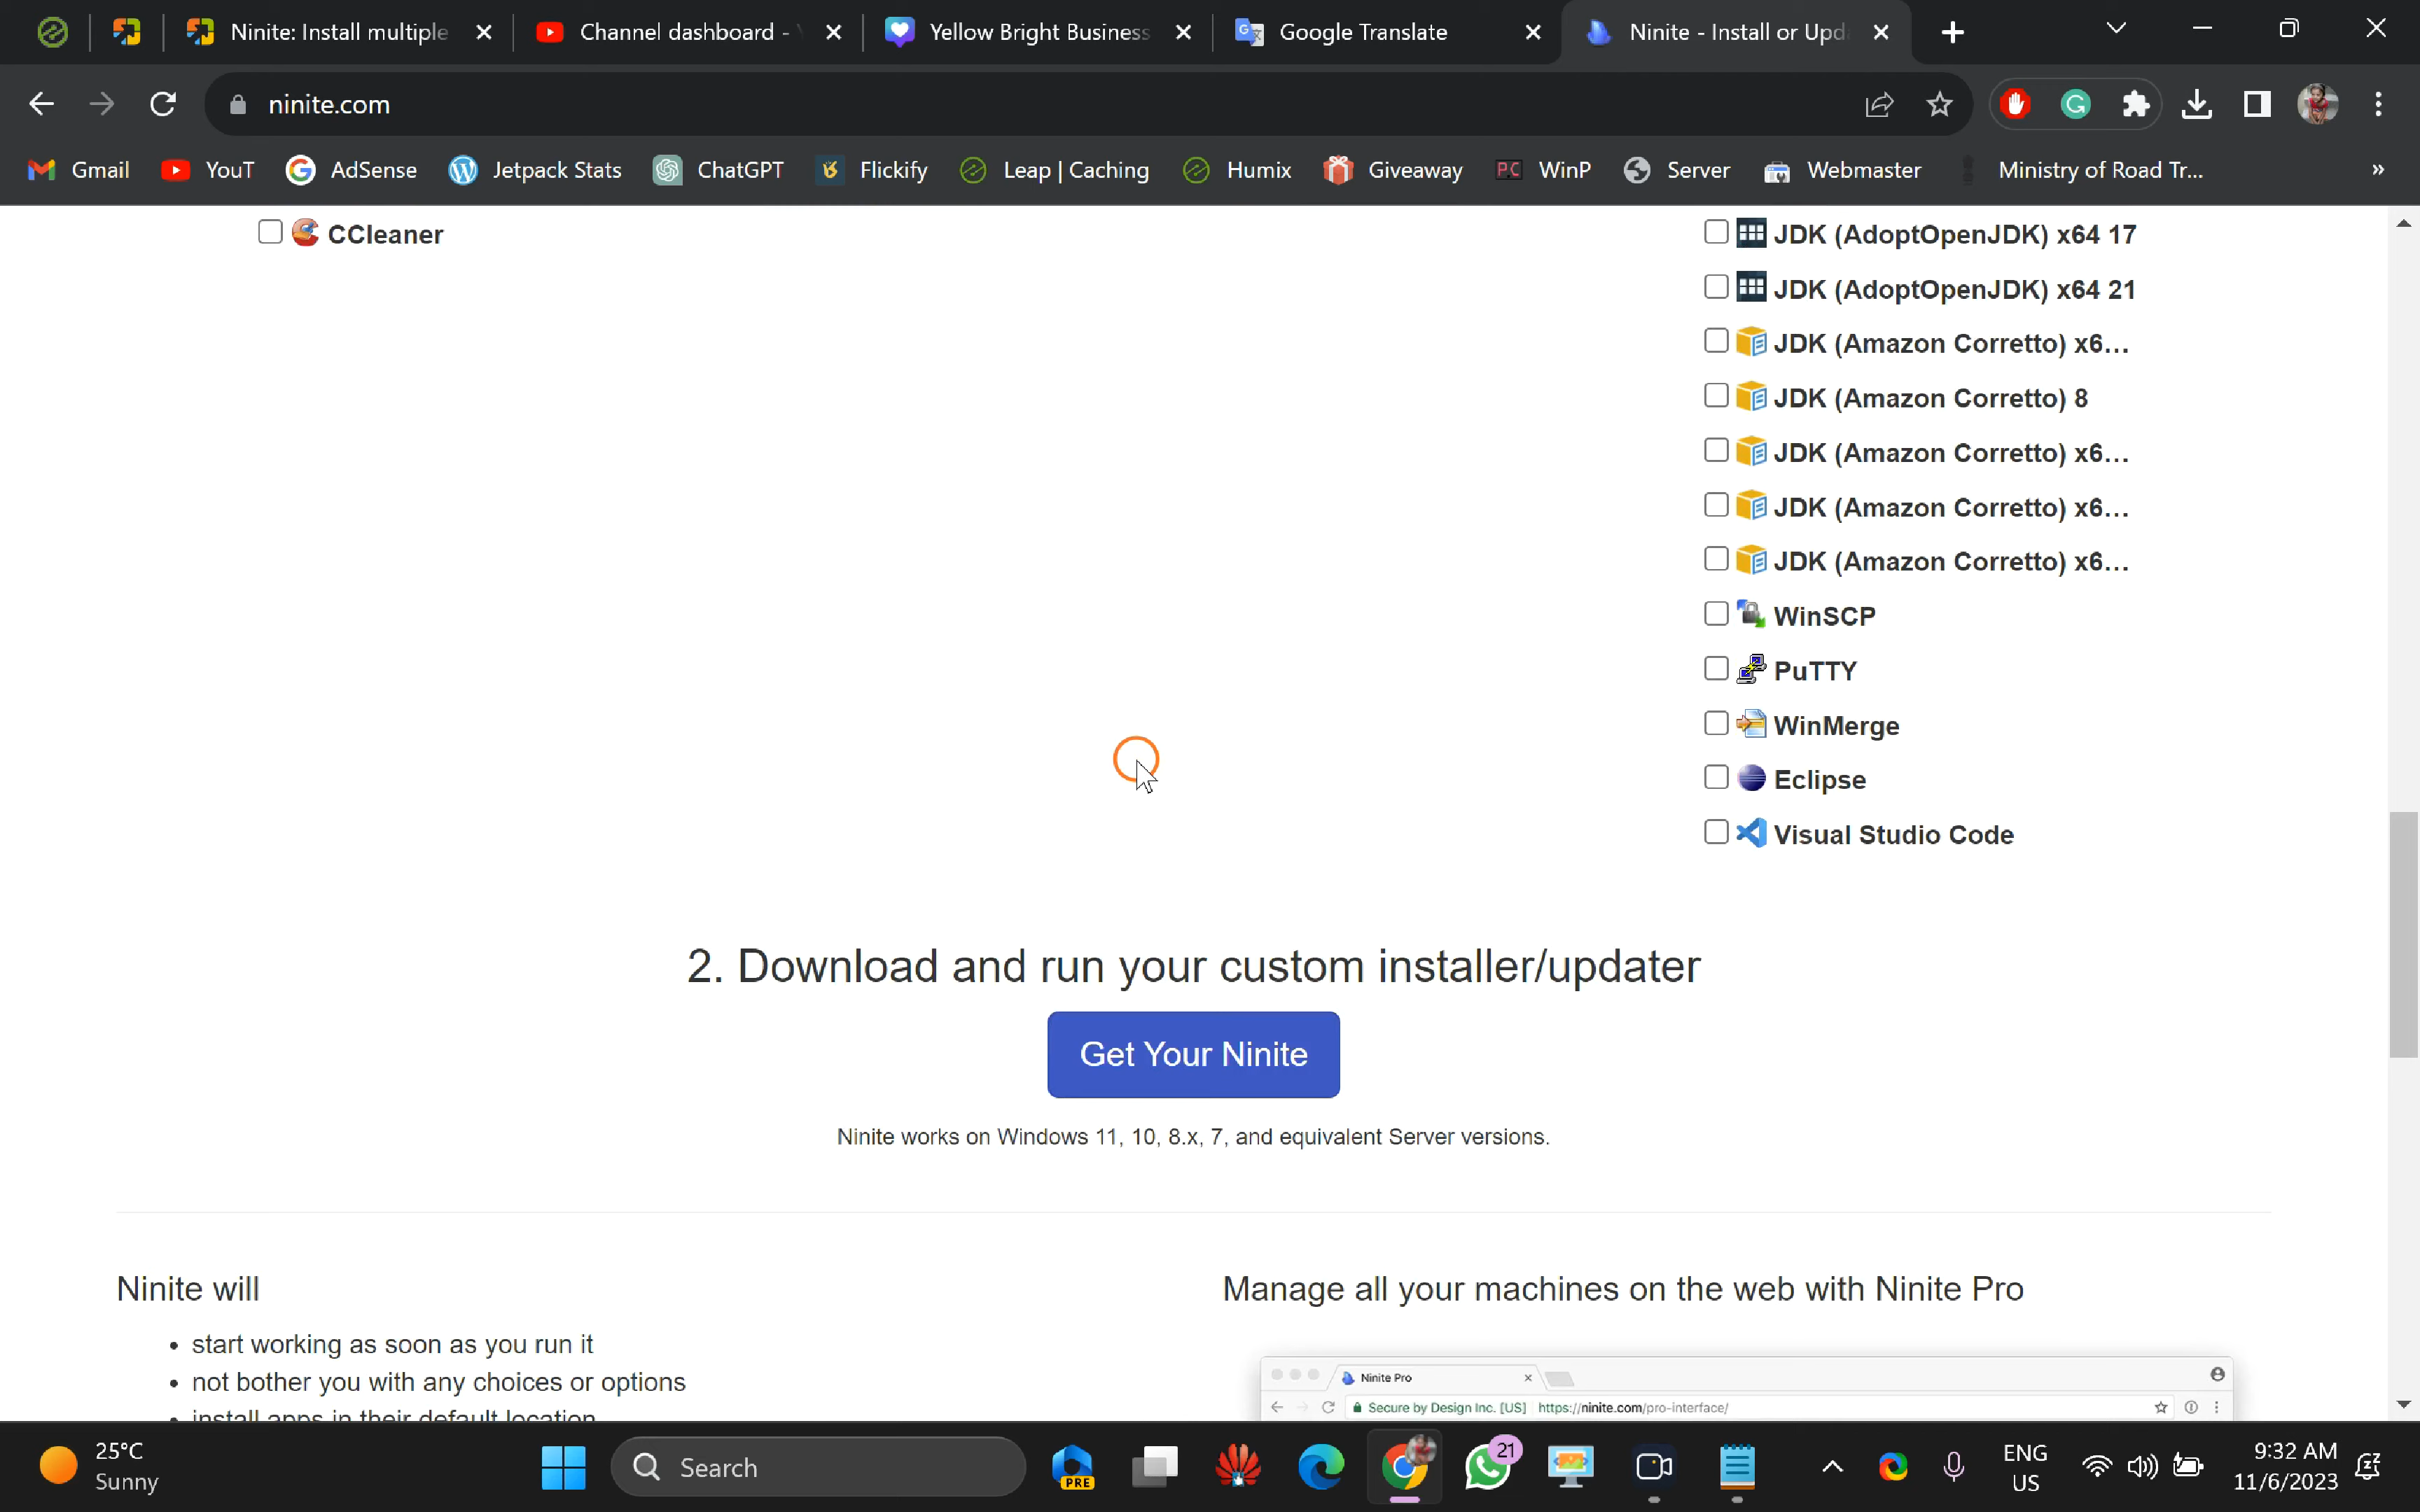 Ninite: Install multiple
Channel dashboard -
Yellow Bright Business
Google Translate
Ninite - Install or Upd
ninite.com
Gmail
YouT
AdSense
Jetpack Stats
ChatGPT
Flickify
Leap | Caching
Humix
Giveaway
WinP
Server
Webmaster
Ministry of Road Tr...
»
CCleaner
JDK (AdoptOpenJDK) x64 17
JDK (AdoptOpenJDK) x64 21
JDK (Amazon Corretto) x6...
JDK (Amazon Corretto) 8
JDK (Amazon Corretto) x6...
JDK (Amazon Corretto) x6...
JDK (Amazon Corretto) x6...
WinSCP
PuTTY
WinMerge
Eclipse
Visual Studio Code
2. Download and run your custom installer/updater
Get Your Ninite
Ninite works on Windows 11, 10, 8.x, 7, and equivalent Server versions.
Ninite will
• start working as soon as you run it
• not bother you with any choices or options
• install apps in their default location
Manage all your machines on the web with Ninite Pro
Ninite Pro
Secure by Design Inc. [US] https://ninite.com/pro-interface/
25°C
Sunny
Search
PRE
21
ENG
US
9:32 AM
11/6/2023